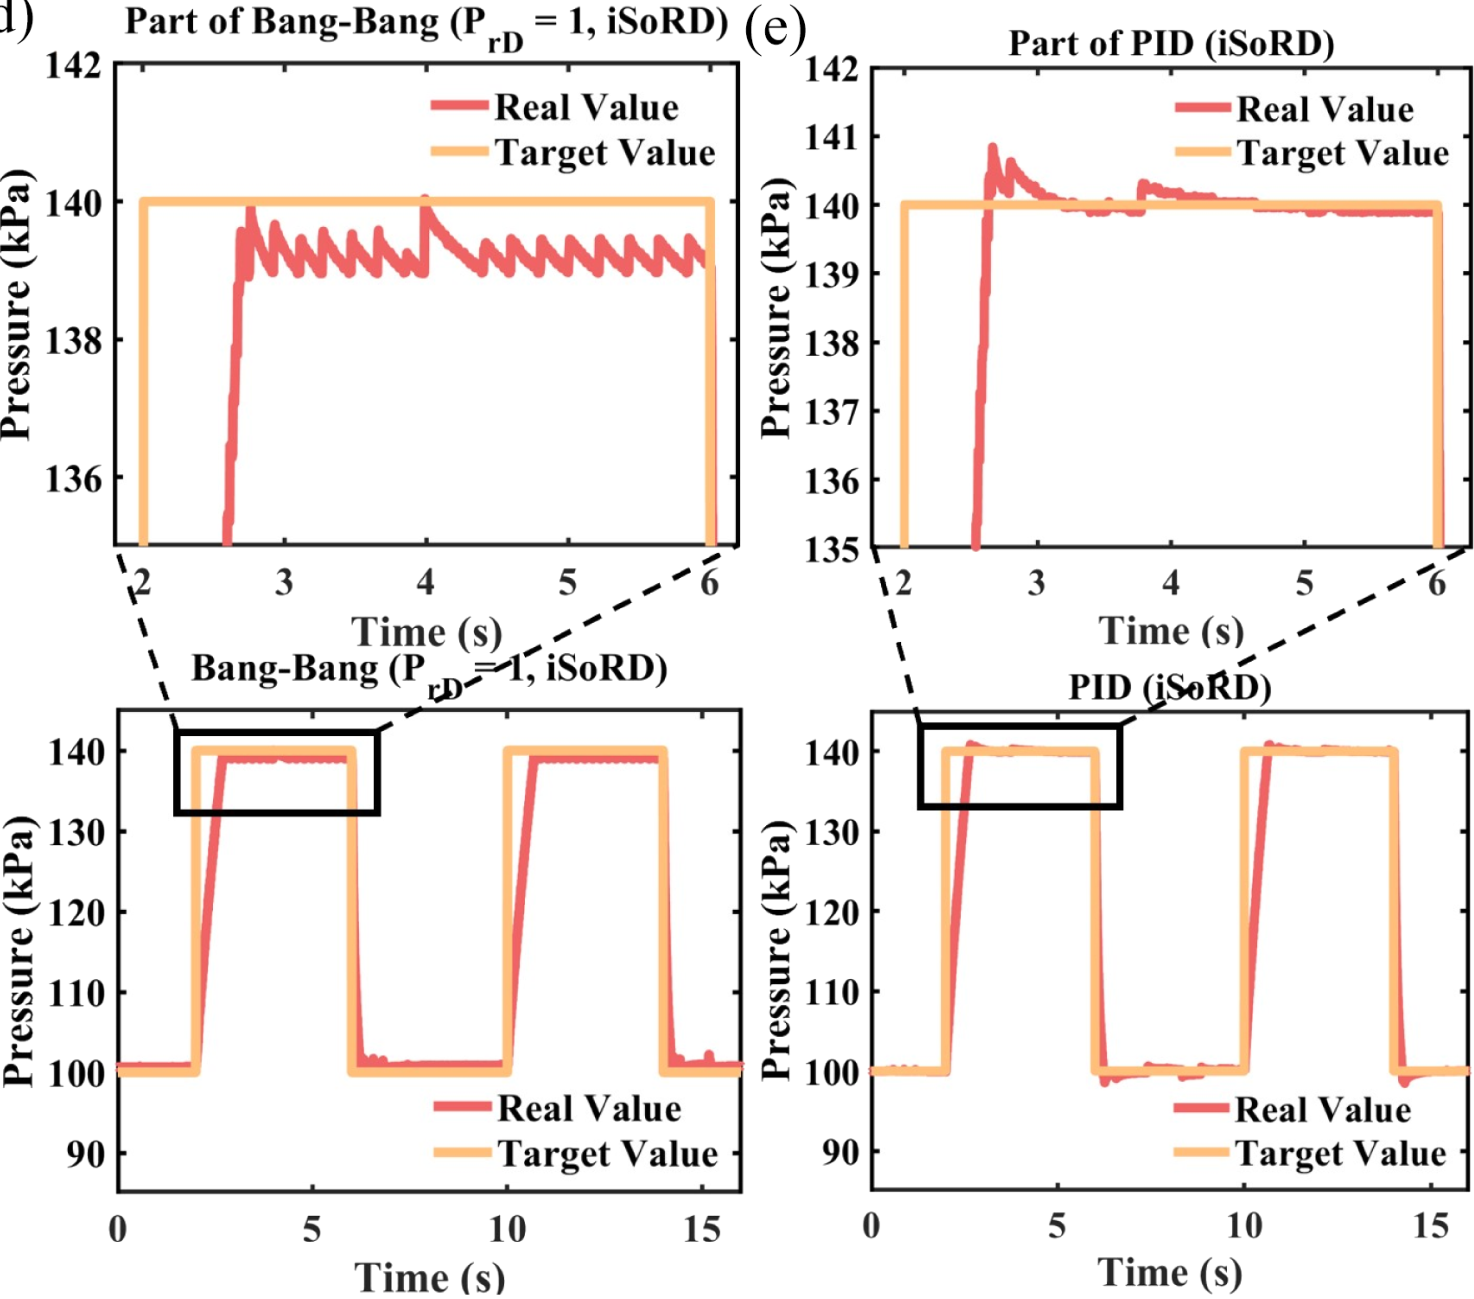 d)
Part of Bang-Bang (PrD = 1, iSoRD)
142
140
138
136
Pressure (kPa)
Real Value
Target Value
2 3 4 5 6
Time (s)
(e)
Part of PID (iSoRD)
142
141
140
139
138
137
136
135
Pressure (kPa)
Real Value
Target Value
2 3 4 5 6
Time (s)
Bang-Bang (PrD = 1, iSoRD)
140
130
120
110
100
90
Pressure (kPa)
Real Value
Target Value
0 5 10 15
Time (s)
PID (iSoRD)
140
130
120
110
100
90
Pressure (kPa)
Real Value
Target Value
0 5 10 15
Time (s)